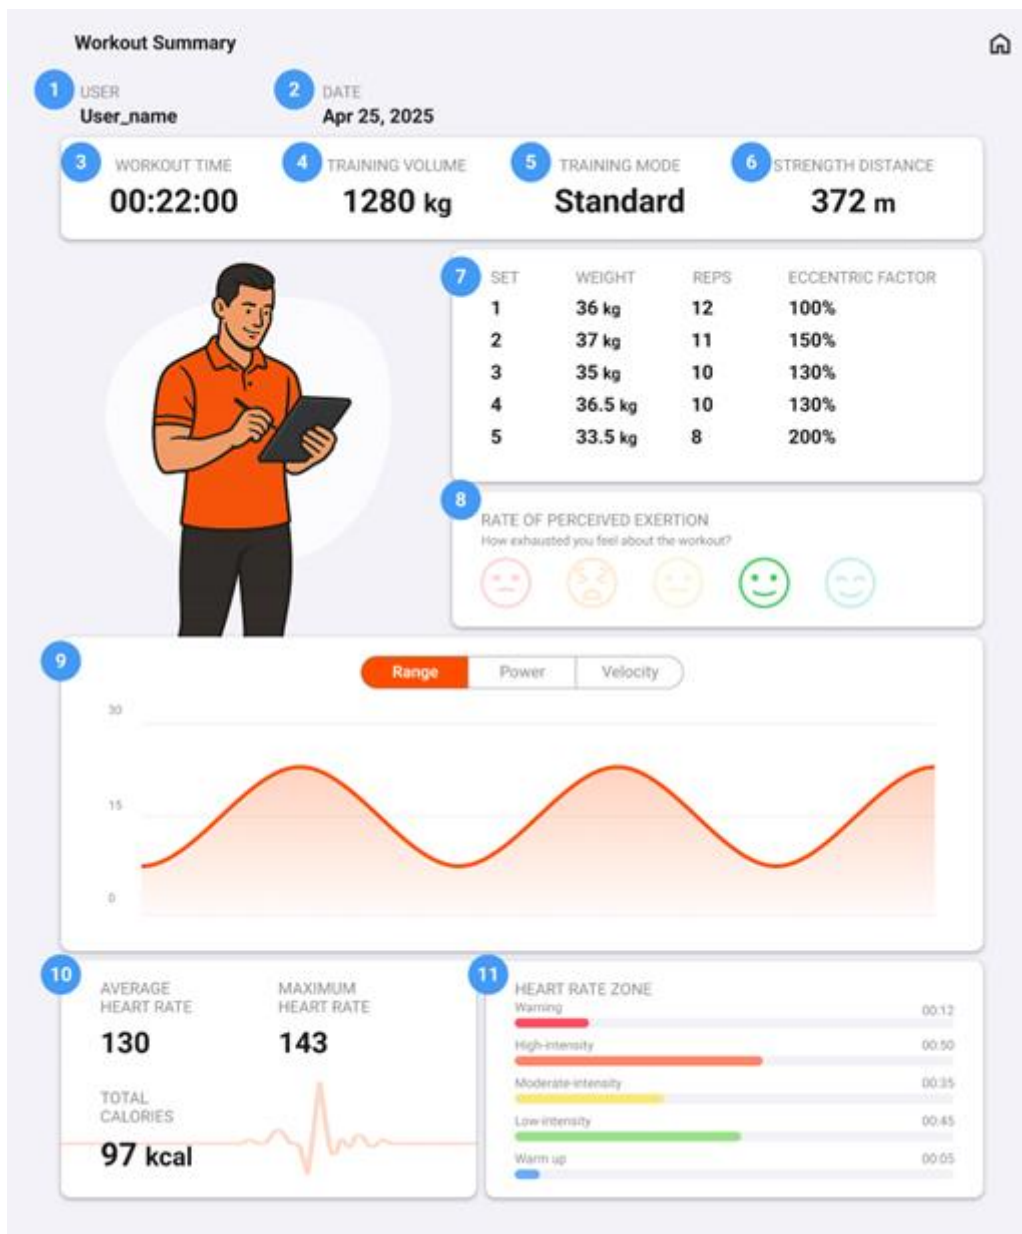 Workout Summary
1 USER 2 DATE
User_name Apr 25, 2025
3 WORKOUT TIME 4 TRAINING VOLUME 5 TRAINING MODE 6 STRENGTH DISTANCE
00:22:00 1280 kg Standard 372 m
7 SET WEIGHT REPS ECCENTRIC FACTOR
1 36 kg 12 100%
2 37 kg 11 150%
3 35 kg 10 130%
4 36.5 kg 10 130%
5 33.5 kg 8 200%
8
RATE OF PERCEIVED EXERTION
How exhausted you feel about the workout?
9
Range Power Velocity
30
15
0
10
AVERAGE HEART RATE
130
MAXIMUM HEART RATE
143
TOTAL CALORIES
97 kcal
11
HEART RATE ZONE
Warning 00:12
High-intensity 00:50
Moderate-intensity 00:35
Low-intensity 00:45
Warm up 00:05